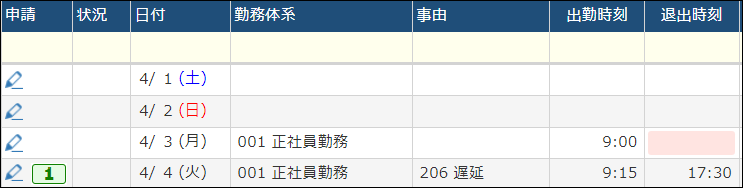 申請 状況 日付 勤務体系 事由 出勤時刻 退出時刻
4/ 1 (土)
4/ 2 (日)
4/ 3 (月) 001 正社員勤務 9:00
1 4/ 4 (火) 001 正社員勤務 206 遅延 9:15 17:30